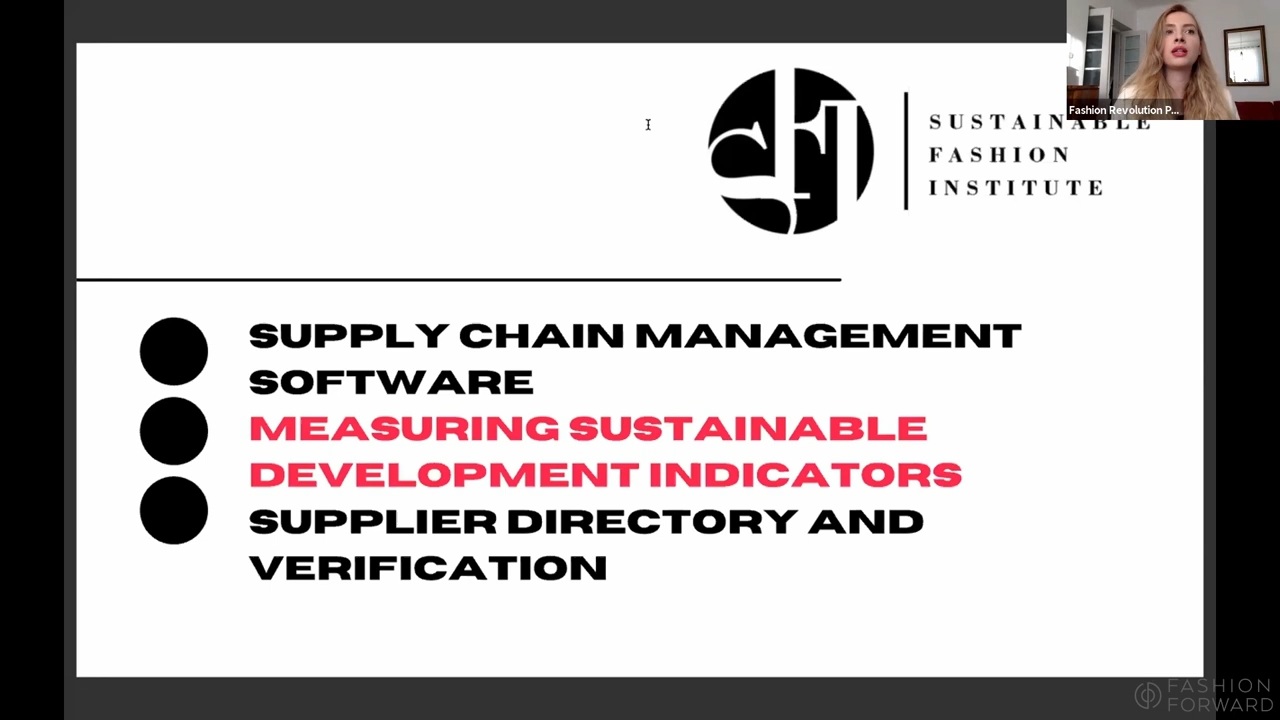 Fashion Revolution P...
SFI
SUSTAINABLE
FASHION
INSTITUTE
SUPPLY CHAIN MANAGEMENT
SOFTWARE
MEASURING SUSTAINABLE
DEVELOPMENT INDICATORS
SUPPLIER DIRECTORY AND
VERIFICATION
FASHION
FORWARD